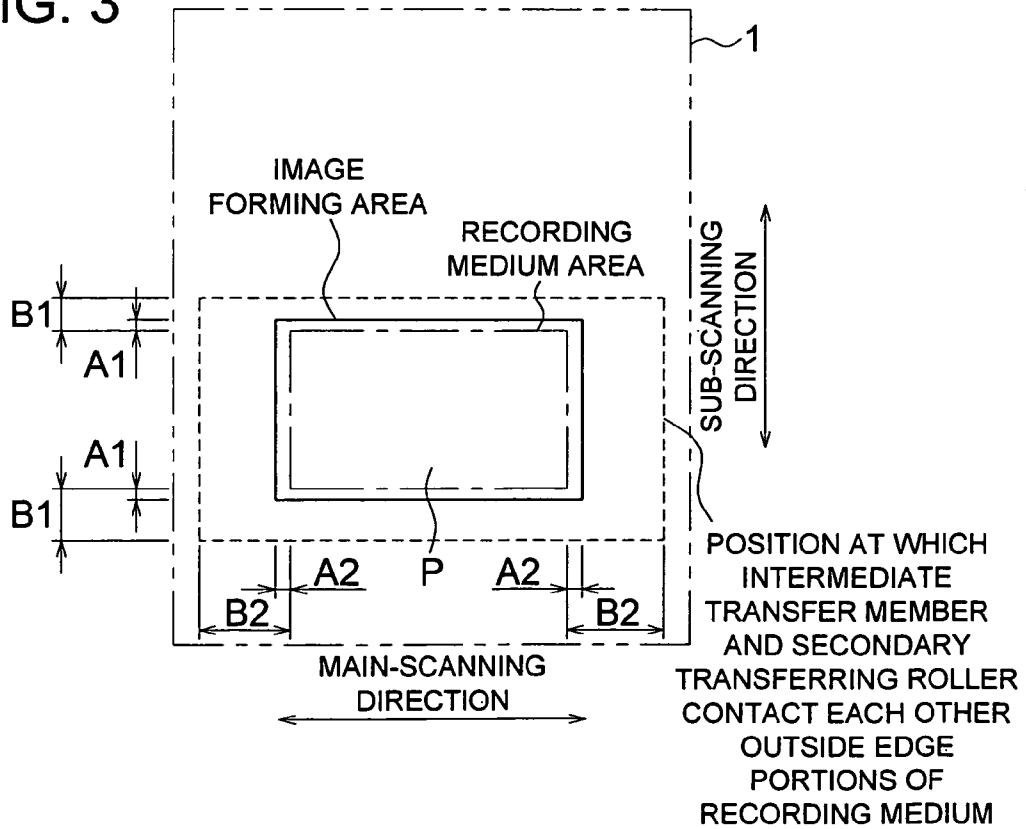 FIG. 3
1
IMAGE
FORMING AREA
RECORDING
MEDIUM AREA
SUB-SCANNING
DIRECTION
B1
A1
A1
B1
A2
P
A2
B2
B2
MAIN-SCANNING
DIRECTION
POSITION AT WHICH
INTERMEDIATE
TRANSFER MEMBER
AND SECONDARY
TRANSFERRING ROLLER
CONTACT EACH OTHER
OUTSIDE EDGE
PORTIONS OF
RECORDING MEDIUM